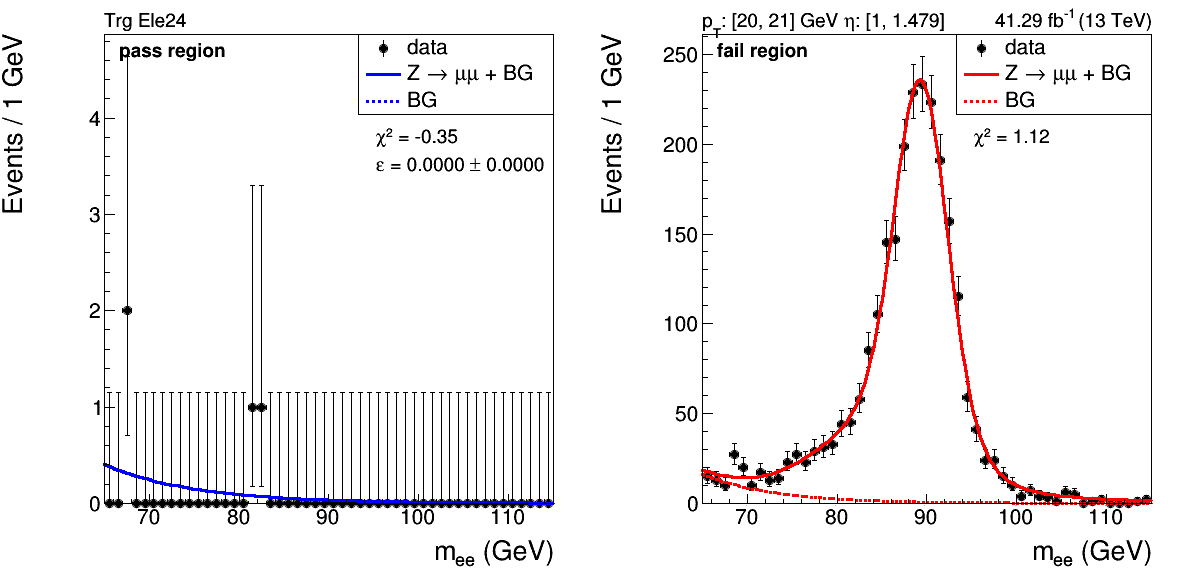 Trg Ele24
pass region
data
Z → μμ + BG
BG
χ² = -0.35
ε = 0.0000 ± 0.0000
Events / 1 GeV
4
3
2
1
0
70 80 90 100 110
mee (GeV)
pT: [20, 21] GeV η: [1, 1.479] 41.29 fb⁻¹ (13 TeV)
fail region
data
Z → μμ + BG
BG
χ² = 1.12
Events / 1 GeV
250
200
150
100
50
0
70 80 90 100 110
mee (GeV)